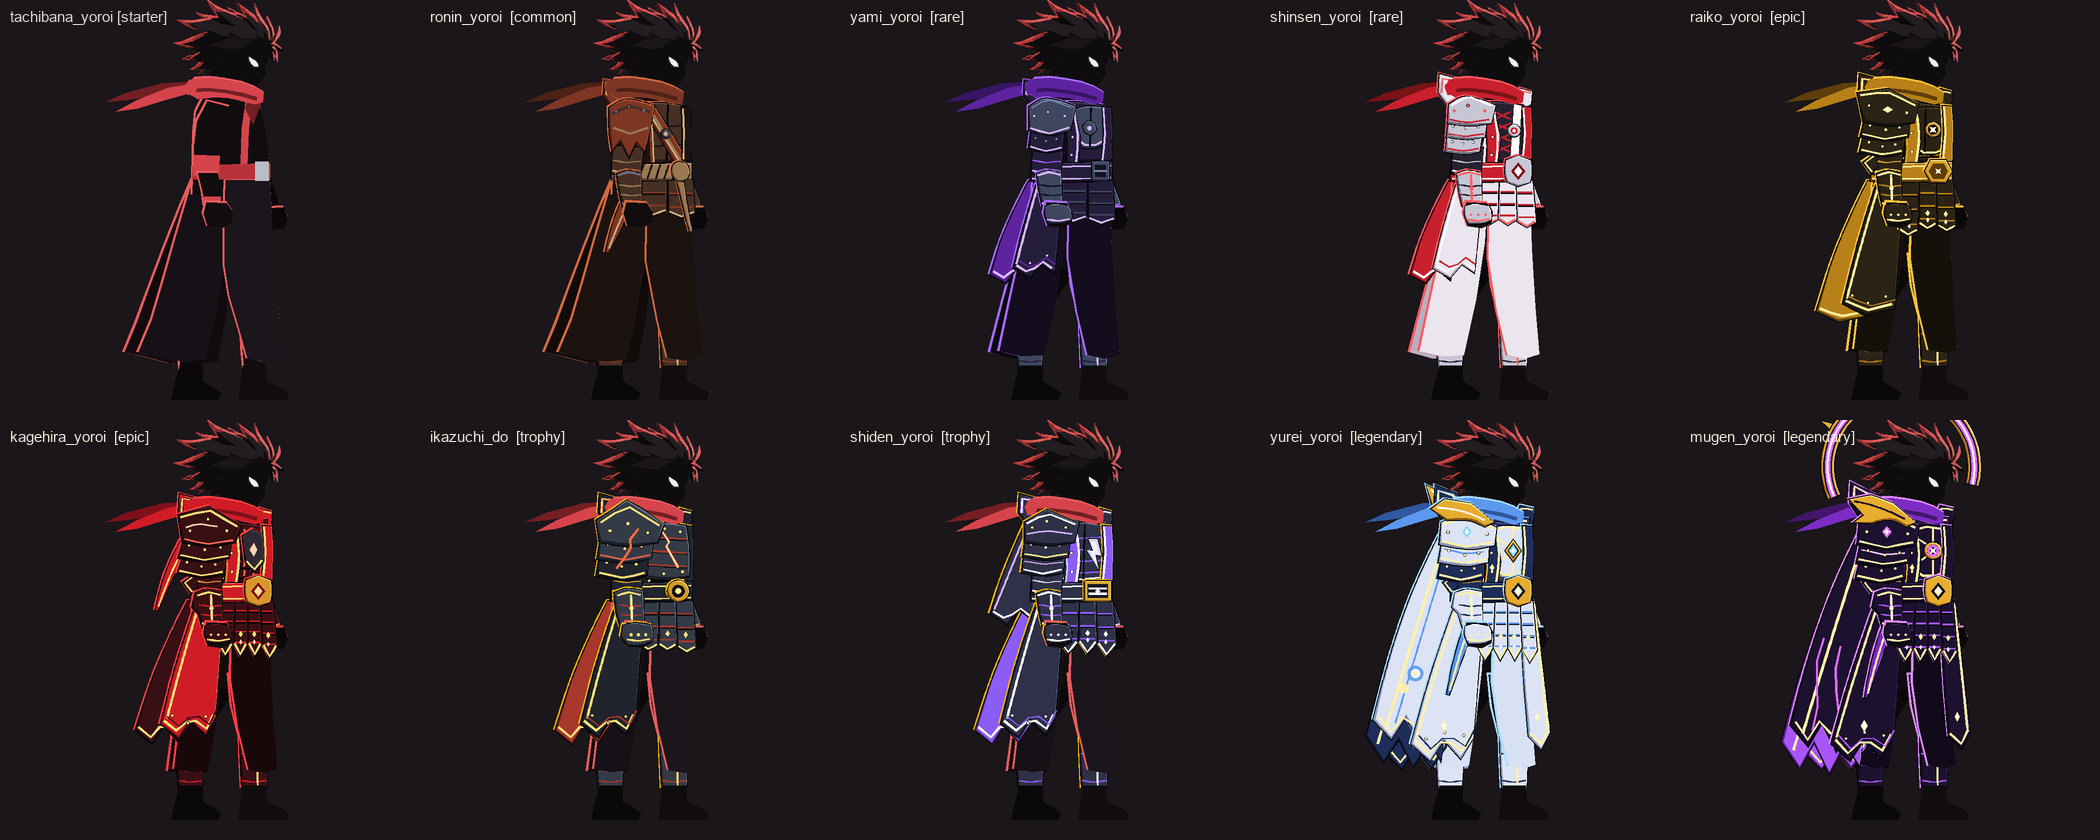 tachibana_yoroi [starter]
ronin_yoroi [common]
yami_yoroi [rare]
shinsen_yoroi [rare]
raiko_yoroi [epic]
kagehira_yoroi [epic]
ikazuchi_do [trophy]
shiden_yoroi [trophy]
yurei_yoroi [legendary]
mugen_yoroi [legendary]